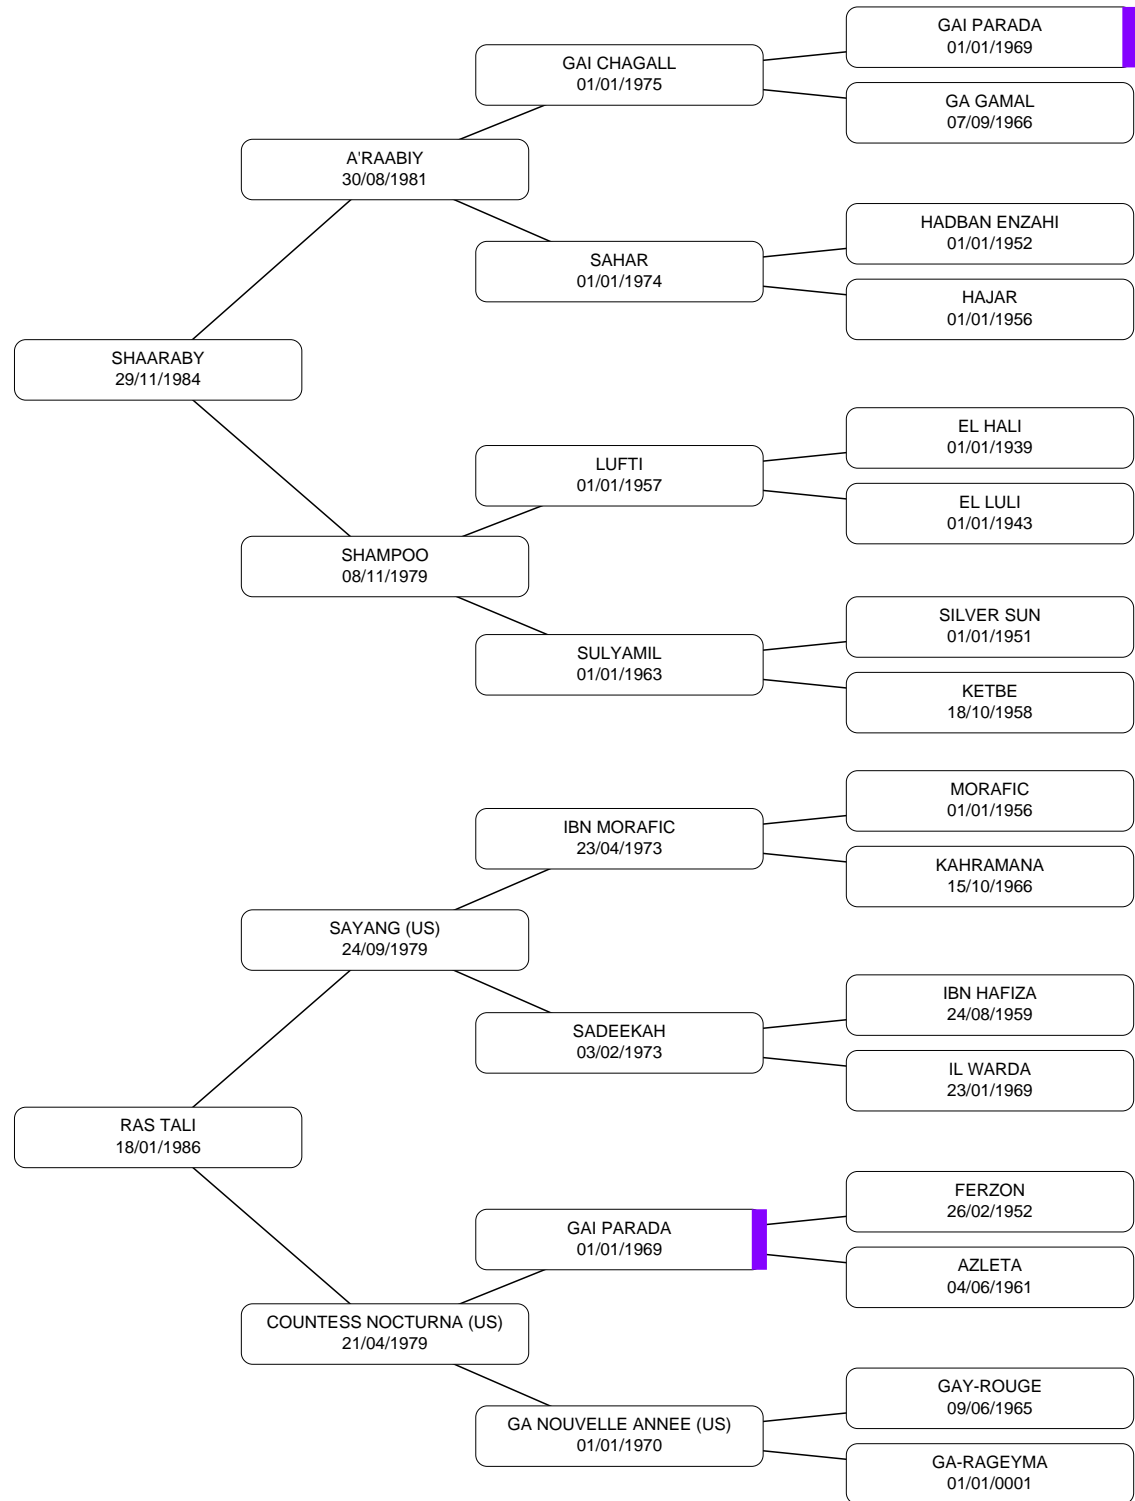 GAI PARADA
01/01/1969
GAI CHAGALL
01/01/1975
GA GAMAL
07/09/1966
A'RAABIY
30/08/1981
HADBAN ENZAHI
01/01/1952
SAHAR
01/01/1974
HAJAR
01/01/1956
SHAARABY
29/11/1984
EL HALI
01/01/1939
LUFTI
01/01/1957
EL LULI
01/01/1943
SHAMPOO
08/11/1979
SILVER SUN
01/01/1951
SULYAMIL
01/01/1963
KETBE
18/10/1958
MORAFIC
01/01/1956
IBN MORAFIC
23/04/1973
KAHRAMANA
15/10/1966
SAYANG (US)
24/09/1979
IBN HAFIZA
24/08/1959
SADEEKAH
03/02/1973
IL WARDA
23/01/1969
RAS TALI
18/01/1986
FERZON
26/02/1952
GAI PARADA
01/01/1969
AZLETA
04/06/1961
COUNTESS NOCTURNA (US)
21/04/1979
GAY-ROUGE
09/06/1965
GA NOUVELLE ANNEE (US)
01/01/1970
GA-RAGEYMA
01/01/0001